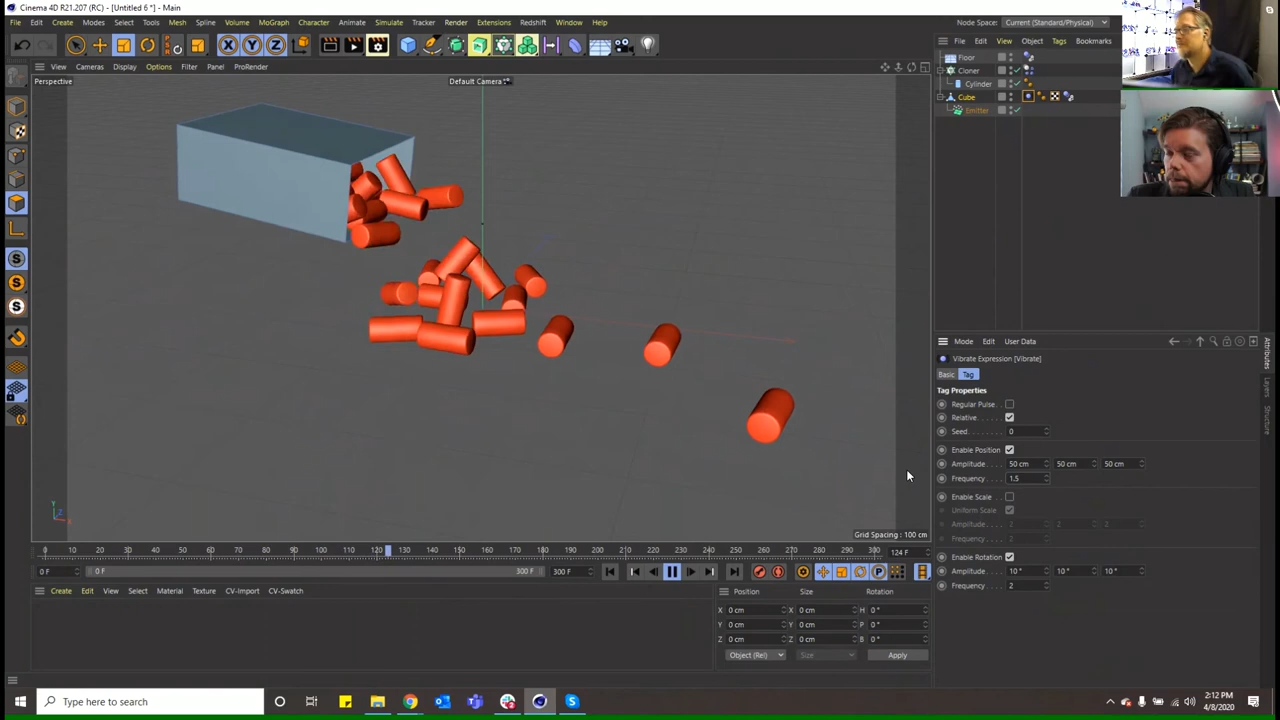 Cinema 4D R21.207 (RC) - [Untitled 6 *] - Main
File Edit Create Modes Select Tools Mesh Spline Volume MoGraph Character Animate Simulate Tracker Render Extensions Redshift Window Help
Node Space: Current (Standard/Physical)
View Cameras Display Options Filter Panel ProRender
File Edit View Object Tags Bookmarks
Perspective
Default Camera
Floor
Cloner
Cylinder
Cube
Emitter
Mode Edit User Data
Vibrate Expression [Vibrate]
Basic Tag
Tag Properties
Regular Pulse
Relative
Seed 0
Enable Position
Amplitude 50 cm 50 cm 50 cm
Frequency 1.5
Enable Scale
Uniform Scale
Amplitude 2 2 2
Frequency 2
Enable Rotation
Amplitude 10 ° 10 ° 10 °
Frequency 2
Attributes
Layers
Structure
Y
X
Grid Spacing : 100 cm
0 10 20 30 40 50 60 70 80 90 100 110 120 130 140 150 160 170 180 190 200 210 220 230 240 250 260 270 280 290 300 124 F
0 F 0 F 300 F 300 F
Create Edit View Select Material Texture CV-Import CV-Swatch
Position Size Rotation
X 0 cm X 0 cm H 0 °
Y 0 cm Y 0 cm P 0 °
Z 0 cm Z 0 cm B 0 °
Object (Rel) Size Apply
Type here to search
2:12 PM
4/8/2020